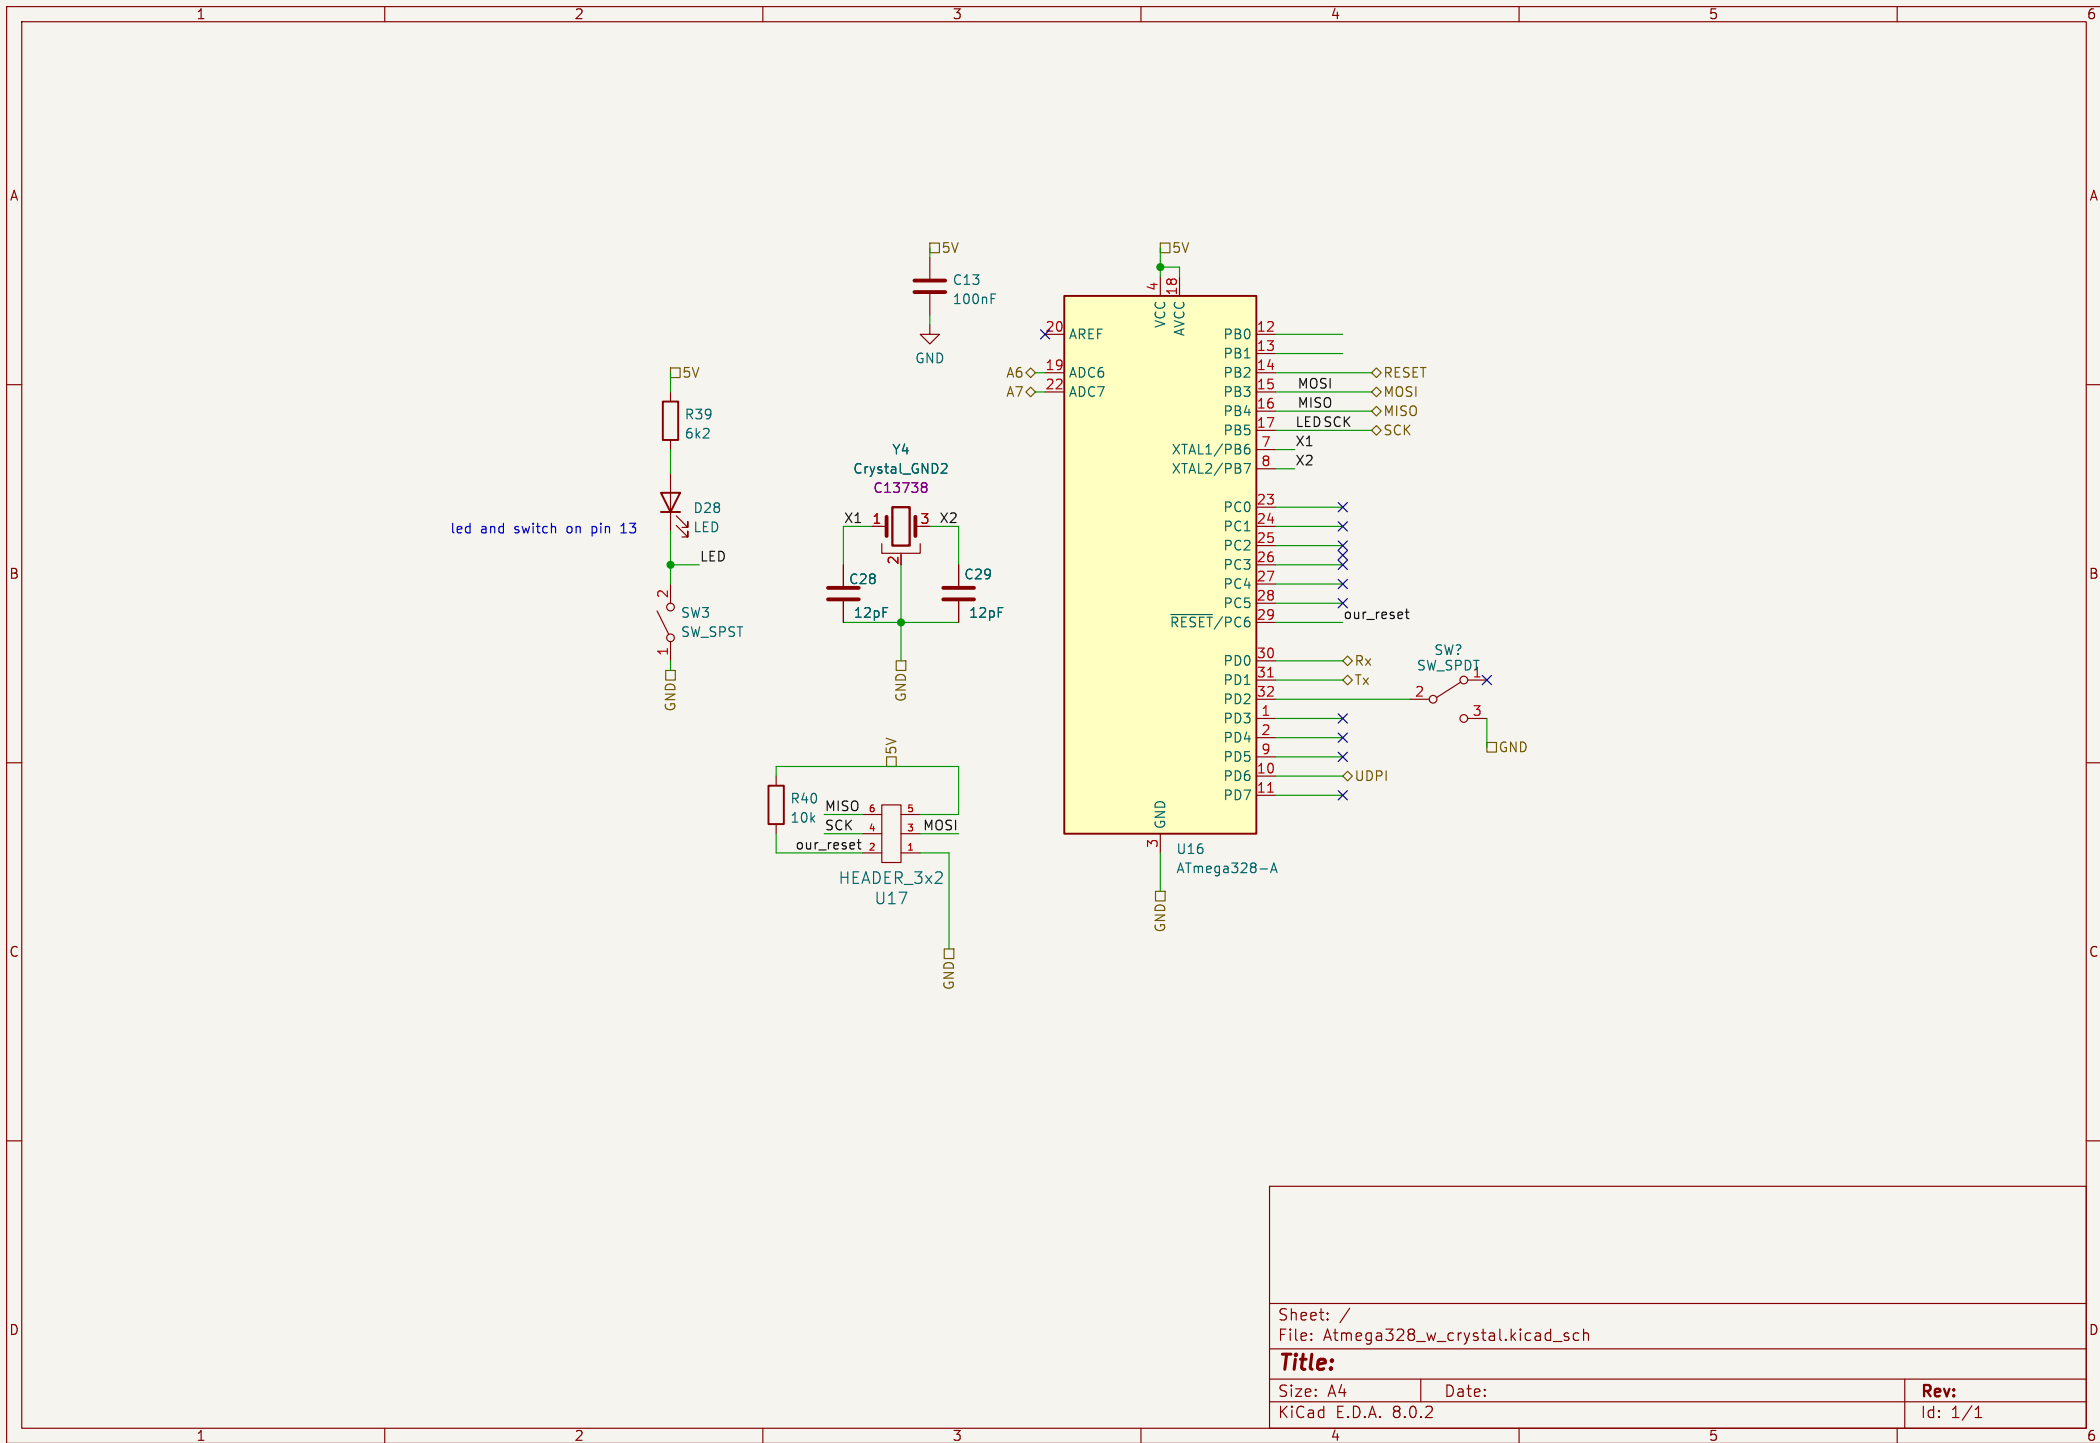 1 2 3 4 5 6
A A
B B
C C
D D
5V
C13
100nF
GND
5V
R39
6k2
D28
LED
led and switch on pin 13
LED
2
SW3
SW_SPST
1
GND
Y4
Crystal_GND2
C13738
X1 1 3 X2
2
C28
12pF
C29
12pF
GND
5V
R40
10k
MISO 6 5
SCK 4 3 MOSI
our_reset 2 1
HEADER_3x2
U17
GND
5V
4 18
VCC AVCC
20 AREF
A6 19 ADC6
A7 22 ADC7
PB0 12
PB1 13
PB2 14 RESET
PB3 15 MOSI MOSI
PB4 16 MISO MISO
PB5 17 LED SCK SCK
XTAL1/PB6 7 X1
XTAL2/PB7 8 X2
PC0 23
PC1 24
PC2 25
PC3 26
PC4 27
PC5 28
RESET/PC6 29 our_reset
PD0 30 Rx
PD1 31 Tx
PD2 32
PD3 1
PD4 2
PD5 9
PD6 10 UDPI
PD7 11
GND
3
U16
ATmega328-A
GND
SW?
SW_SPDT
1
2
3
GND
Sheet: /
File: Atmega328_w_crystal.kicad_sch
Title:
Size: A4 Date: Rev:
KiCad E.D.A. 8.0.2 Id: 1/1
1 2 3 4 5 6